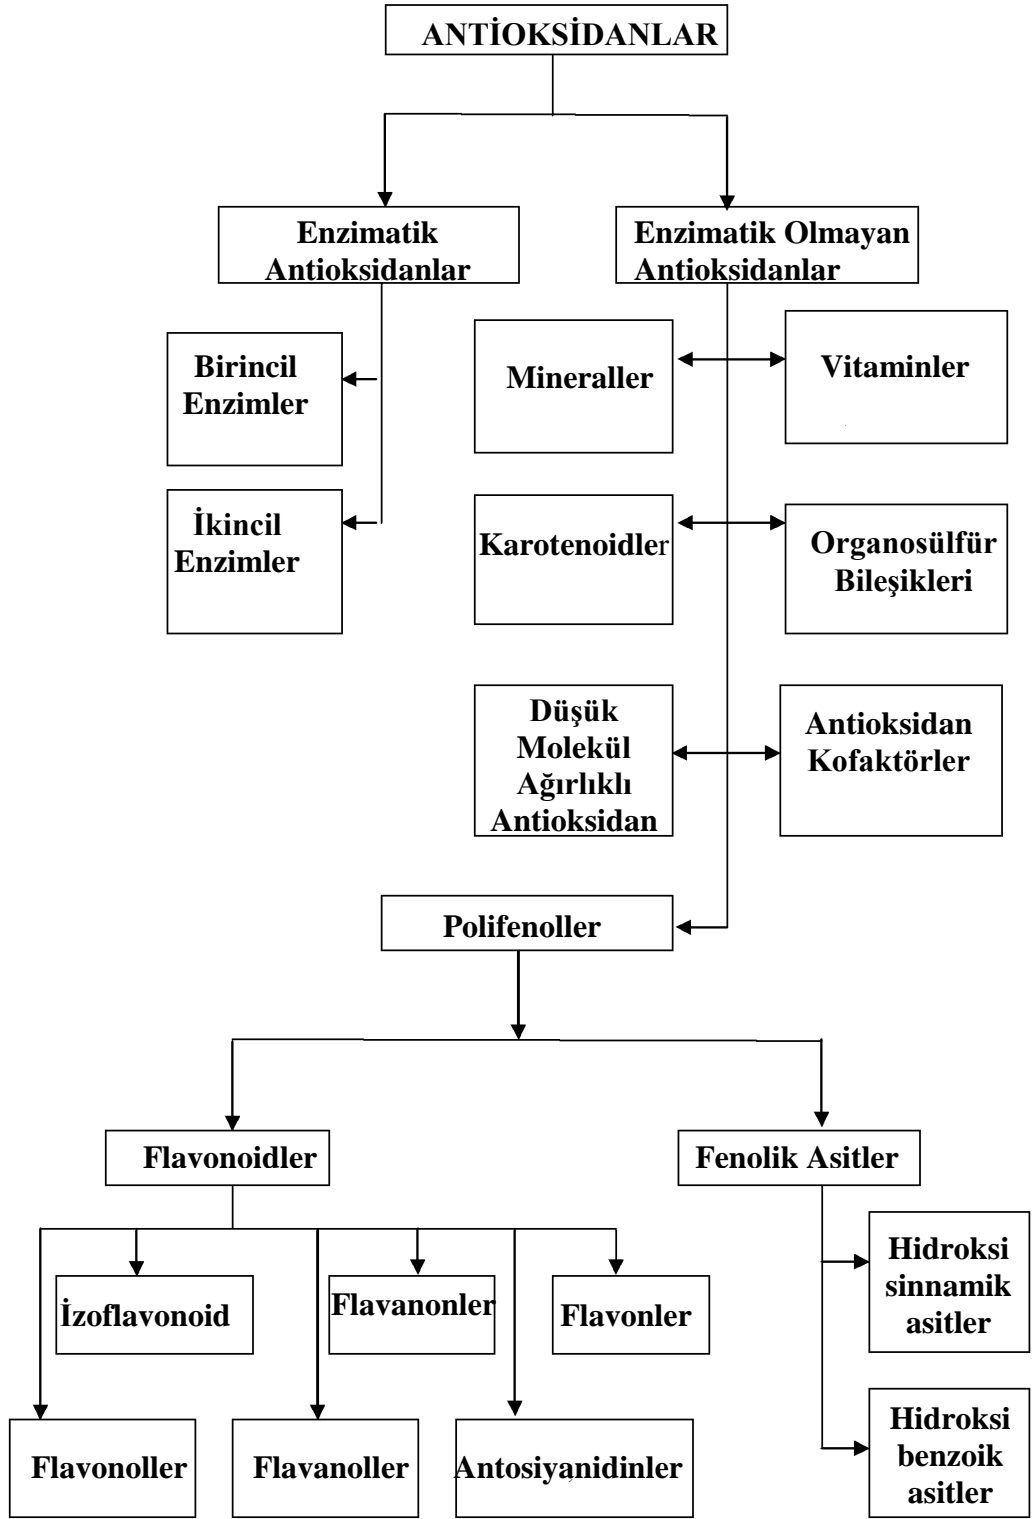 ANTİOKSİDANLAR
Enzimatik
Antioksidanlar
Enzimatik Olmayan
Antioksidanlar
Birincil
Enzimler
Mineraller
Vitaminler
İkincil
Enzimler
Karotenoidler
Organosülfür
Bileşikleri
Düşük
Molekül
Ağırlıklı
Antioksidan
Antioksidan
Kofaktörler
Polifenoller
Flavonoidler
Fenolik Asitler
İzoflavonoid
Flavanonler
Flavonler
Hidroksi
sinnamik
asitler
Flavonoller
Flavanoller
Antosiyanidinler
Hidroksi
benzoik
asitler